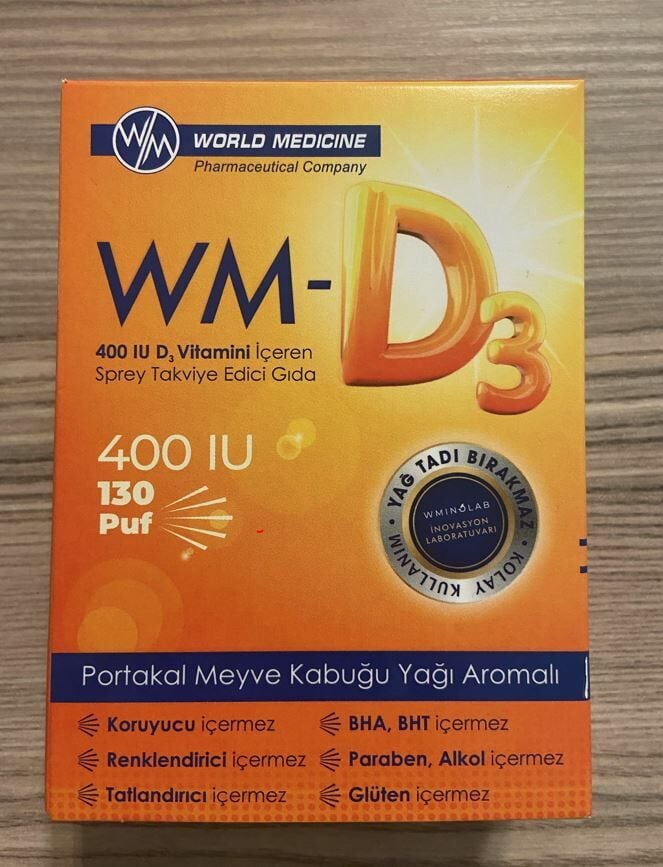 WM
WORLD MEDICINE
Pharmaceutical Company
WM-D3
400 IU D₃ Vitamini İçeren
Sprey Takviye Edici Gıda
400 IU
130
Puf
YAĞ TADI BIRAKMAZ · KOLAY KULLANIM ·
WMINOLAB
İNOVASYON
LABORATUVARI
Portakal Meyve Kabuğu Yağı Aromalı
Koruyucu içermez
BHA, BHT içermez
Renklendirici içermez
Paraben, Alkol içermez
Tatlandırıcı içermez
Glüten içermez